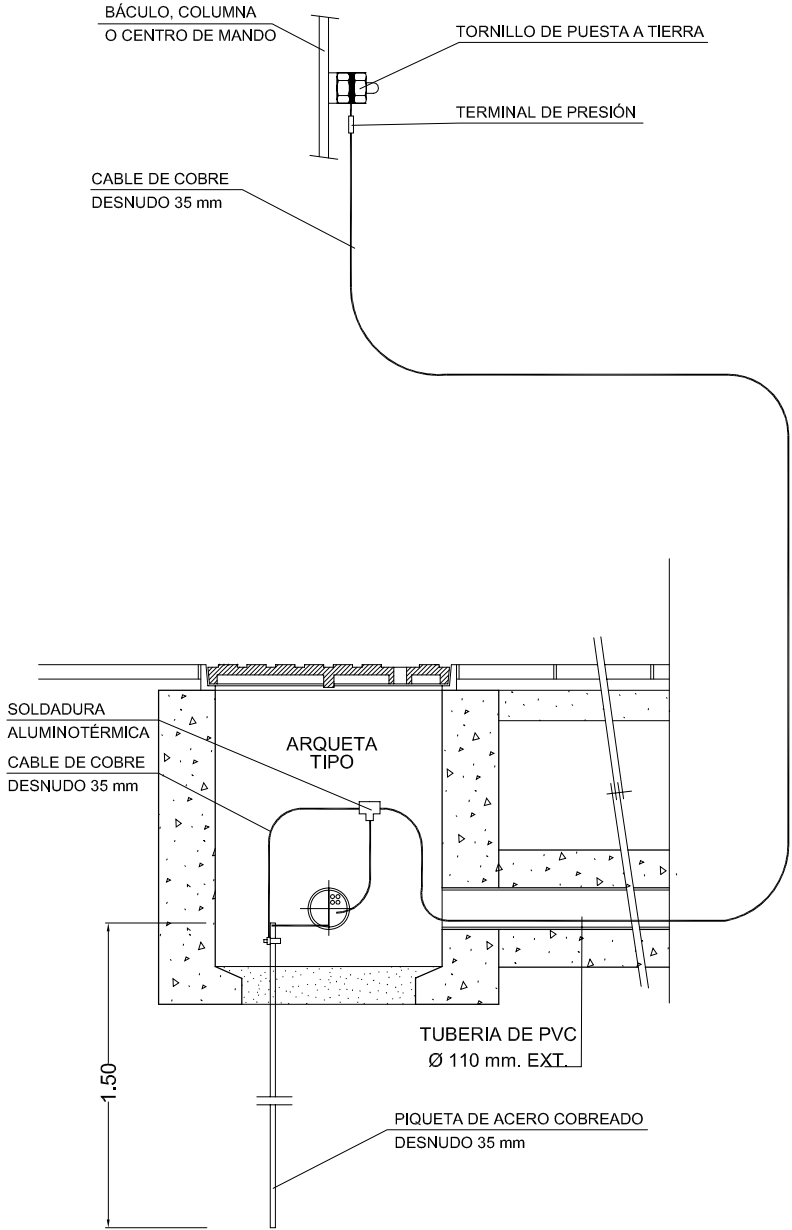 BÁCULO, COLUMNA
O CENTRO DE MANDO
TORNILLO DE PUESTA A TIERRA
TERMINAL DE PRESIÓN
CABLE DE COBRE
DESNUDO 35 mm
SOLDADURA
ALUMINOTÉRMICA
CABLE DE COBRE
DESNUDO 35 mm
ARQUETA
TIPO
TUBERIA DE PVC
Ø 110 mm. EXT.
1.50
PIQUETA DE ACERO COBREADO
DESNUDO 35 mm